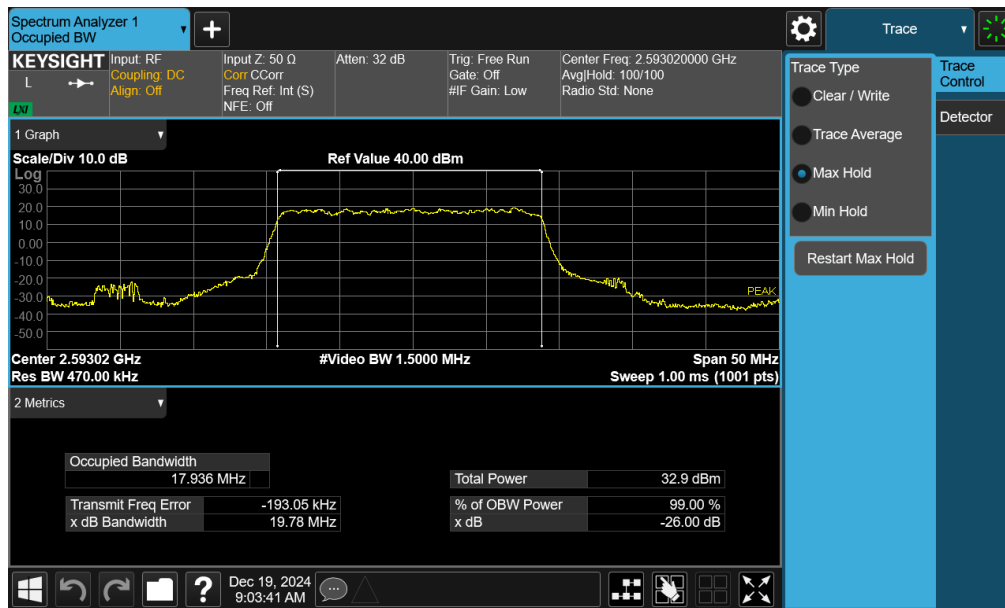 Spectrum Analyzer 1
Occupied BW
+
Trace
KEYSIGHT
L
LXI
Input: RF
Coupling: DC
Align: Off
Input Z: 50 Ω
Corr CCorr
Freq Ref: Int (S)
NFE: Off
Atten: 32 dB
Trig: Free Run
Gate: Off
#IF Gain: Low
Center Freq: 2.593020000 GHz
Avg|Hold: 100/100
Radio Std: None
Trace Type
Clear / Write
Trace Average
Max Hold
Min Hold
Restart Max Hold
Trace
Control
Detector
1 Graph
Scale/Div 10.0 dB
Ref Value 40.00 dBm
Log
30.0
20.0
10.0
0.00
-10.0
-20.0
-30.0
-40.0
-50.0
PEAK
Center 2.59302 GHz
#Video BW 1.5000 MHz
Span 50 MHz
Res BW 470.00 kHz
Sweep 1.00 ms (1001 pts)
2 Metrics
Occupied Bandwidth
17.936 MHz
Total Power 32.9 dBm
Transmit Freq Error -193.05 kHz
% of OBW Power 99.00 %
x dB Bandwidth 19.78 MHz
x dB -26.00 dB
?
Dec 19, 2024
9:03:41 AM